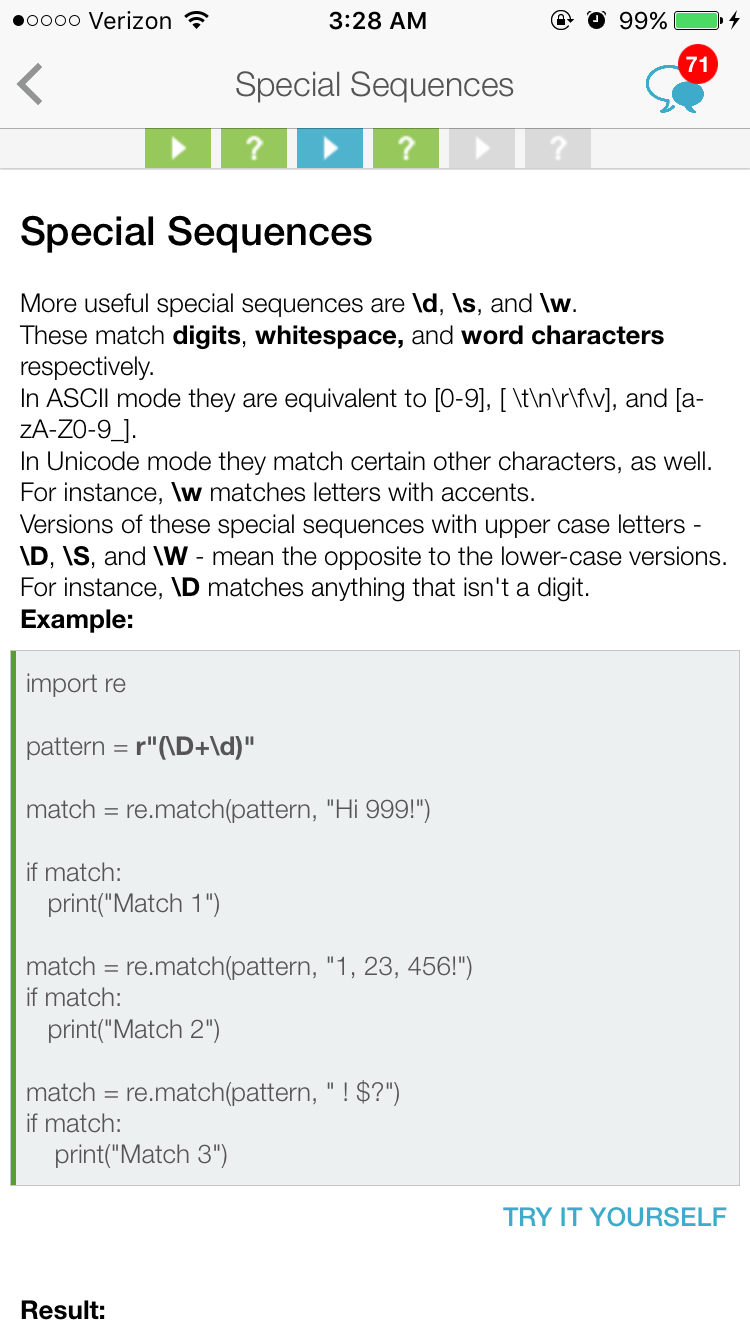 Verizon 3:28 AM 99%
Special Sequences 71
? ? ?
Special Sequences
More useful special sequences are \d, \s, and \w.
These match digits, whitespace, and word characters
respectively.
In ASCII mode they are equivalent to [0-9], [ \t\n\r\f\v], and [a-
zA-Z0-9_].
In Unicode mode they match certain other characters, as well.
For instance, \w matches letters with accents.
Versions of these special sequences with upper case letters -
\D, \S, and \W - mean the opposite to the lower-case versions.
For instance, \D matches anything that isn't a digit.
Example:
import re
pattern = r"(\D+\d)"
match = re.match(pattern, "Hi 999!")
if match:
   print("Match 1")
match = re.match(pattern, "1, 23, 456!")
if match:
   print("Match 2")
match = re.match(pattern, " ! $?")
if match:
    print("Match 3")
TRY IT YOURSELF
Result: